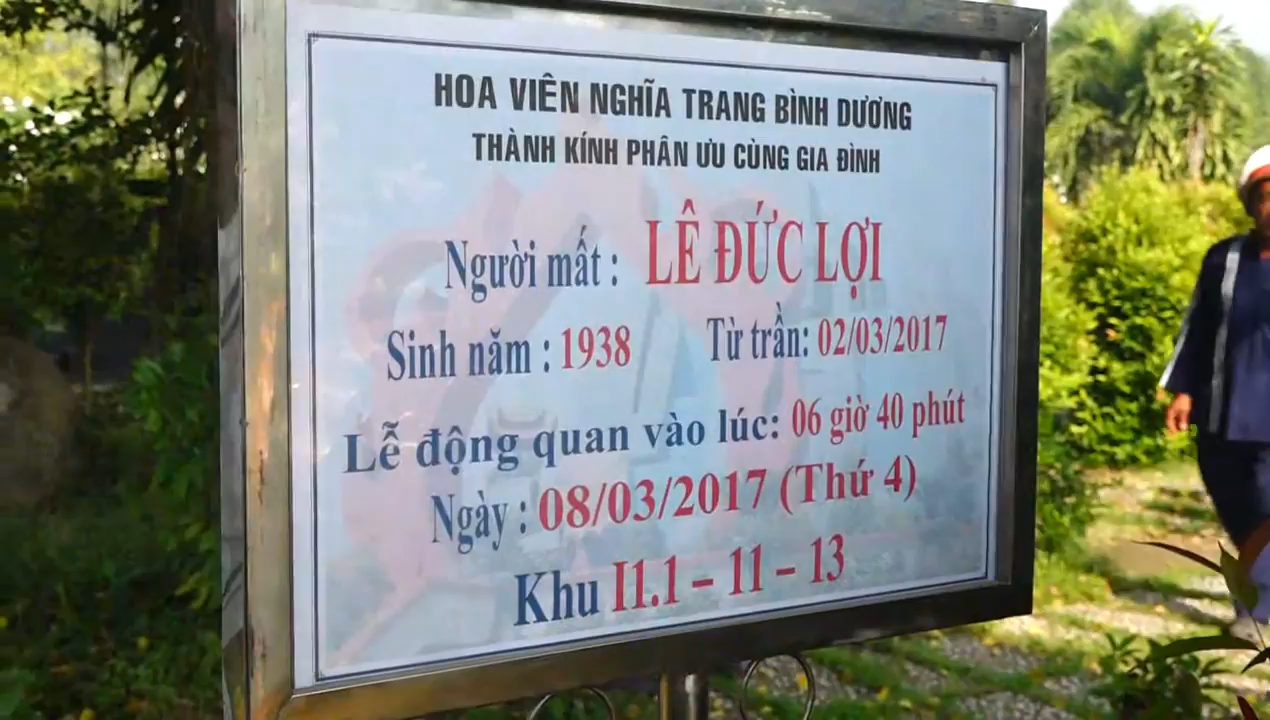 HOA VIÊN NGHĨA TRANG BÌNH DƯƠNG
THÀNH KÍNH PHÂN ƯU CÙNG GIA ĐÌNH
Người mất : LÊ ĐỨC LỢI
Sinh năm : 1938 Từ trần: 02/03/2017
Lễ động quan vào lúc: 06 giờ 40 phút
Ngày : 08/03/2017 (Thứ 4)
Khu I1.1 – 11 – 13